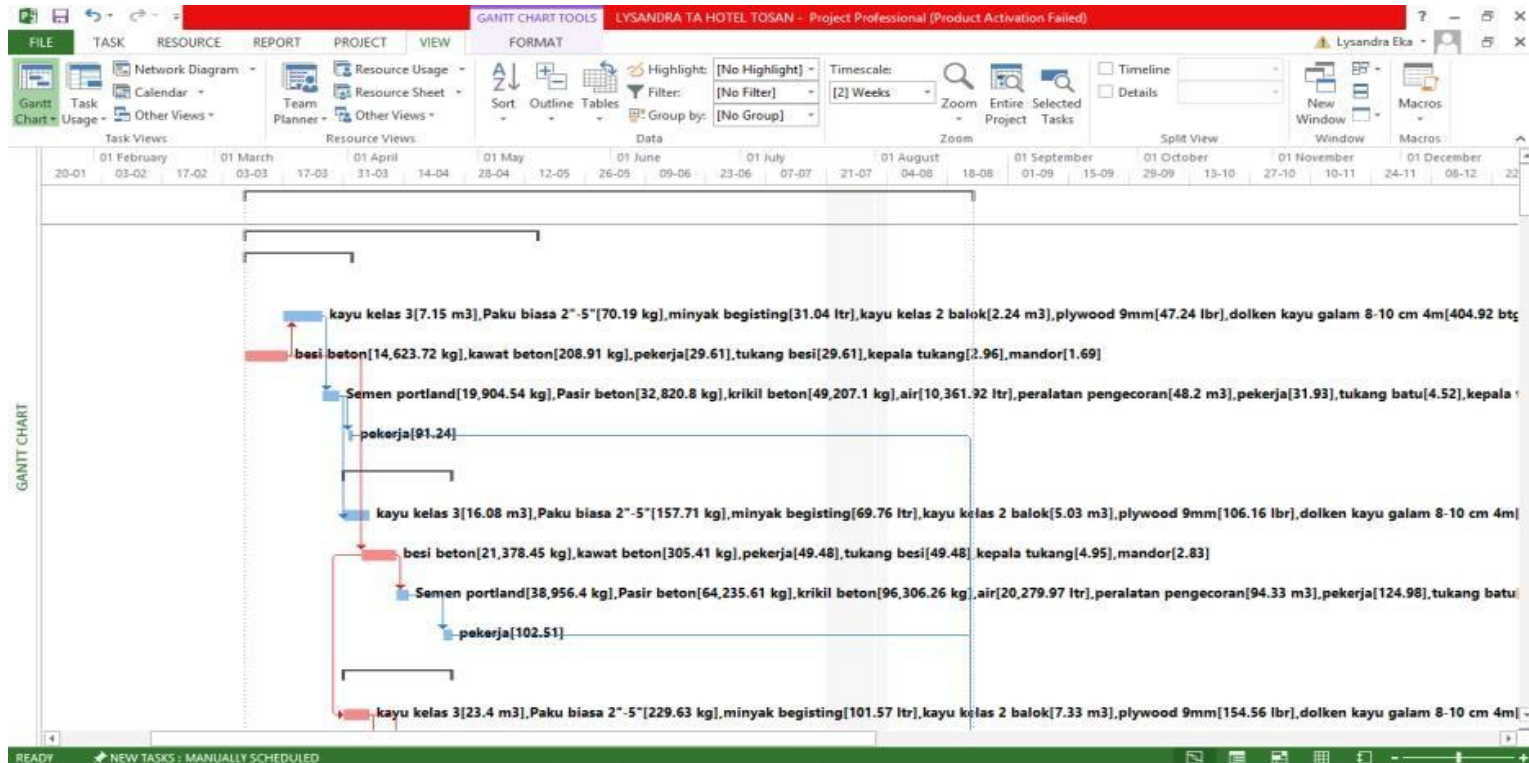 GANTT CHART TOOLS LYSANDRA TA HOTEL TOSAN - Project Professional (Product Activation Failed)
FILE TASK RESOURCE REPORT PROJECT VIEW FORMAT Lysandra Eka
Network Diagram Resource Usage Highlight: [No Highlight] Timescale: Timeline
Calendar Resource Sheet Filter: [No Filter] [2] Weeks Details
Other Views Other Views Group by: [No Group]
Gantt Chart Task Usage Team Planner Sort Outline Tables Zoom Entire Project Selected Tasks New Window Macros
Task Views Resource Views Data Zoom Split View Window Macros
01 February 01 March 01 April 01 May 01 June 01 July 01 August 01 September 01 October 01 November 01 December
20-01 03-02 17-02 03-03 17-03 31-03 14-04 28-04 12-05 26-05 09-06 23-06 07-07 21-07 04-08 18-08 01-09 15-09 29-09 13-10 27-10 10-11 24-11 08-12 22
GANTT CHART
kayu kelas 3[7.15 m3],Paku biasa 2"-5"[70.19 kg],minyak begisting[31.04 ltr],kayu kelas 2 balok[2.24 m3],plywood 9mm[47.24 lbr],dolken kayu galam 8-10 cm 4m[404.92 btg
besi beton[14,623.72 kg],kawat beton[208.91 kg],pekerja[29.61],tukang besi[29.61],kepala tukang[2.96],mandor[1.69]
Semen portland[19,904.54 kg],Pasir beton[32,820.8 kg],krikil beton[49,207.1 kg],air[10,361.92 ltr],peralatan pengecoran[48.2 m3],pekerja[31.93],tukang batu[4.52],kepala
pekerja[91.24]
kayu kelas 3[16.08 m3],Paku biasa 2"-5"[157.71 kg],minyak begisting[69.76 ltr],kayu kelas 2 balok[5.03 m3],plywood 9mm[106.16 lbr],dolken kayu galam 8-10 cm 4m[
besi beton[21,378.45 kg],kawat beton[305.41 kg],pekerja[49.48],tukang besi[49.48],kepala tukang[4.95],mandor[2.83]
Semen portland[38,956.4 kg],Pasir beton[64,235.61 kg],krikil beton[96,306.26 kg],air[20,279.97 ltr],peralatan pengecoran[94.33 m3],pekerja[124.98],tukang batu
pekerja[102.51]
kayu kelas 3[23.4 m3],Paku biasa 2"-5"[229.63 kg],minyak begisting[101.57 ltr],kayu kelas 2 balok[7.33 m3],plywood 9mm[154.56 lbr],dolken kayu galam 8-10 cm 4m[
READY NEW TASKS : MANUALLY SCHEDULED